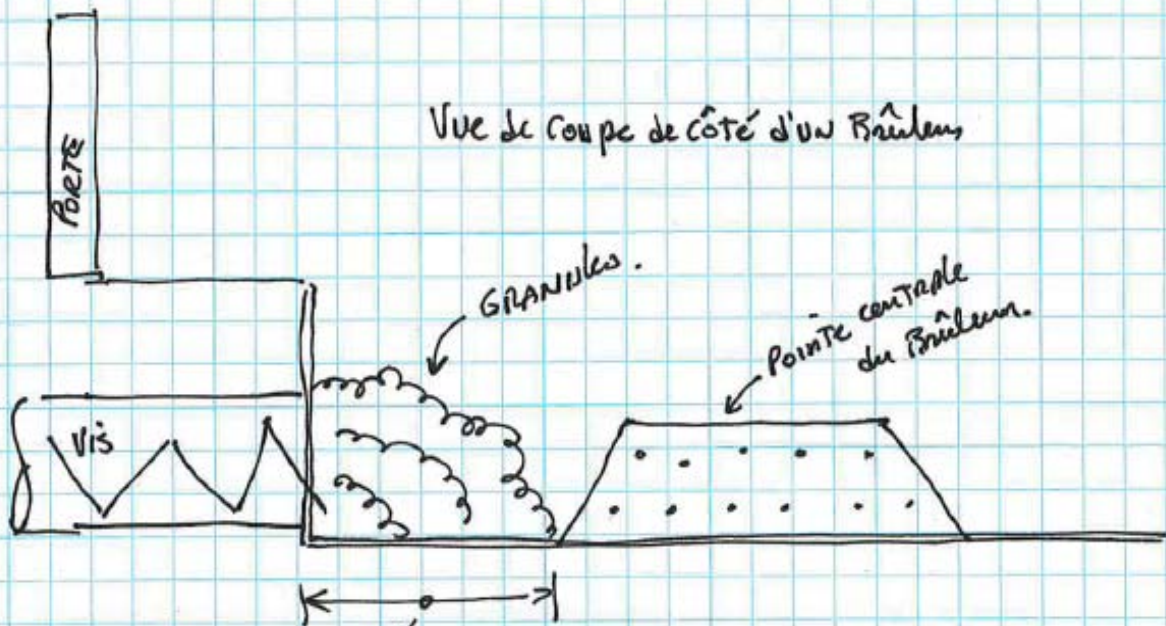 Vue de coupe de côté d'un Brûleur
PORTE
GRANULES.
Pointe centrale
du Brûleur.
Vis